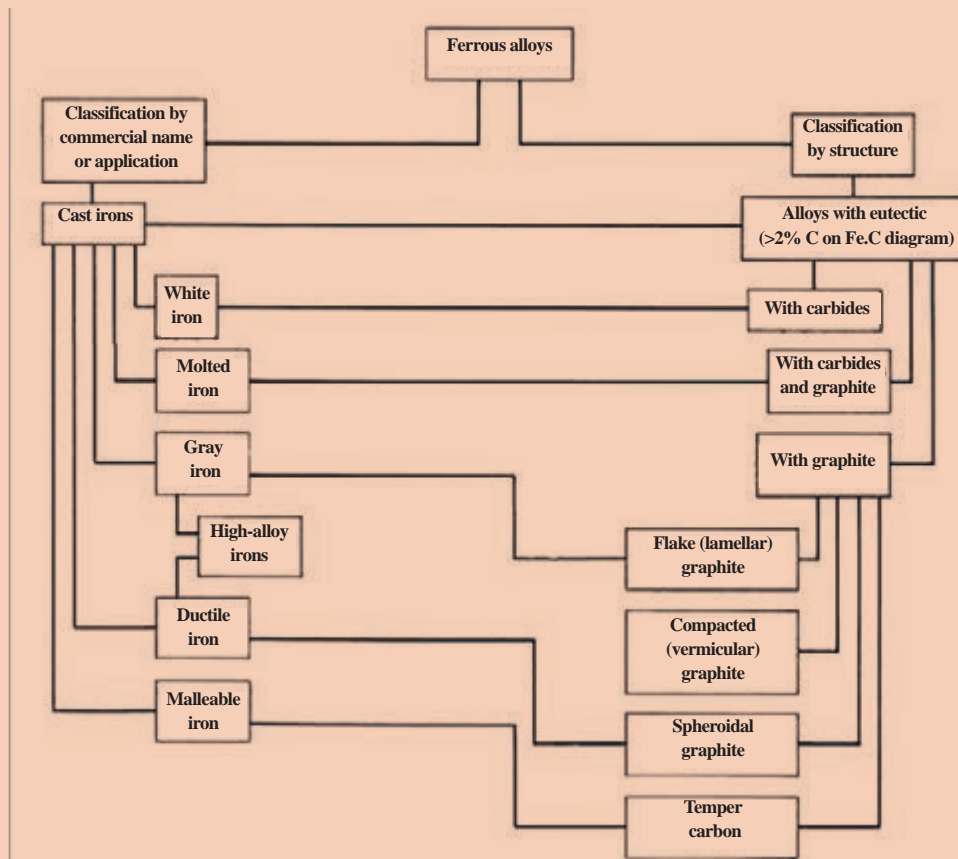 Ferrous alloys
Classification by
commercial name
or application
Classification
by structure
Cast irons
Alloys with eutectic
(>2% C on Fe.C diagram)
White
iron
With carbides
Molted
iron
With carbides
and graphite
Gray
iron
With graphite
High-alloy
irons
Flake (lamellar)
graphite
Ductile
iron
Compacted
(vermicular)
graphite
Malleable
iron
Spheroidal
graphite
Temper
carbon